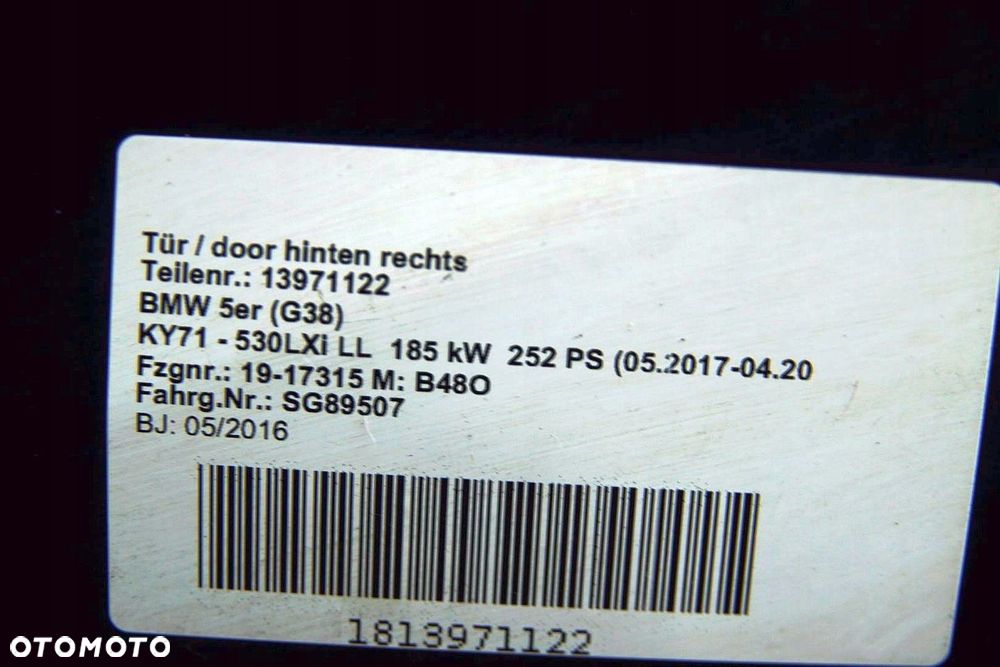 Tür / door hinten rechts
Teilenr.: 13971122
BMW 5er (G38)
KY71 - 530LXi LL 185 kW 252 PS (05.2017-04.20
Fzgnr.: 19-17315 M: B48O
Fahrg.Nr.: SG89507
BJ: 05/2016
1813971122
OTOMOTO